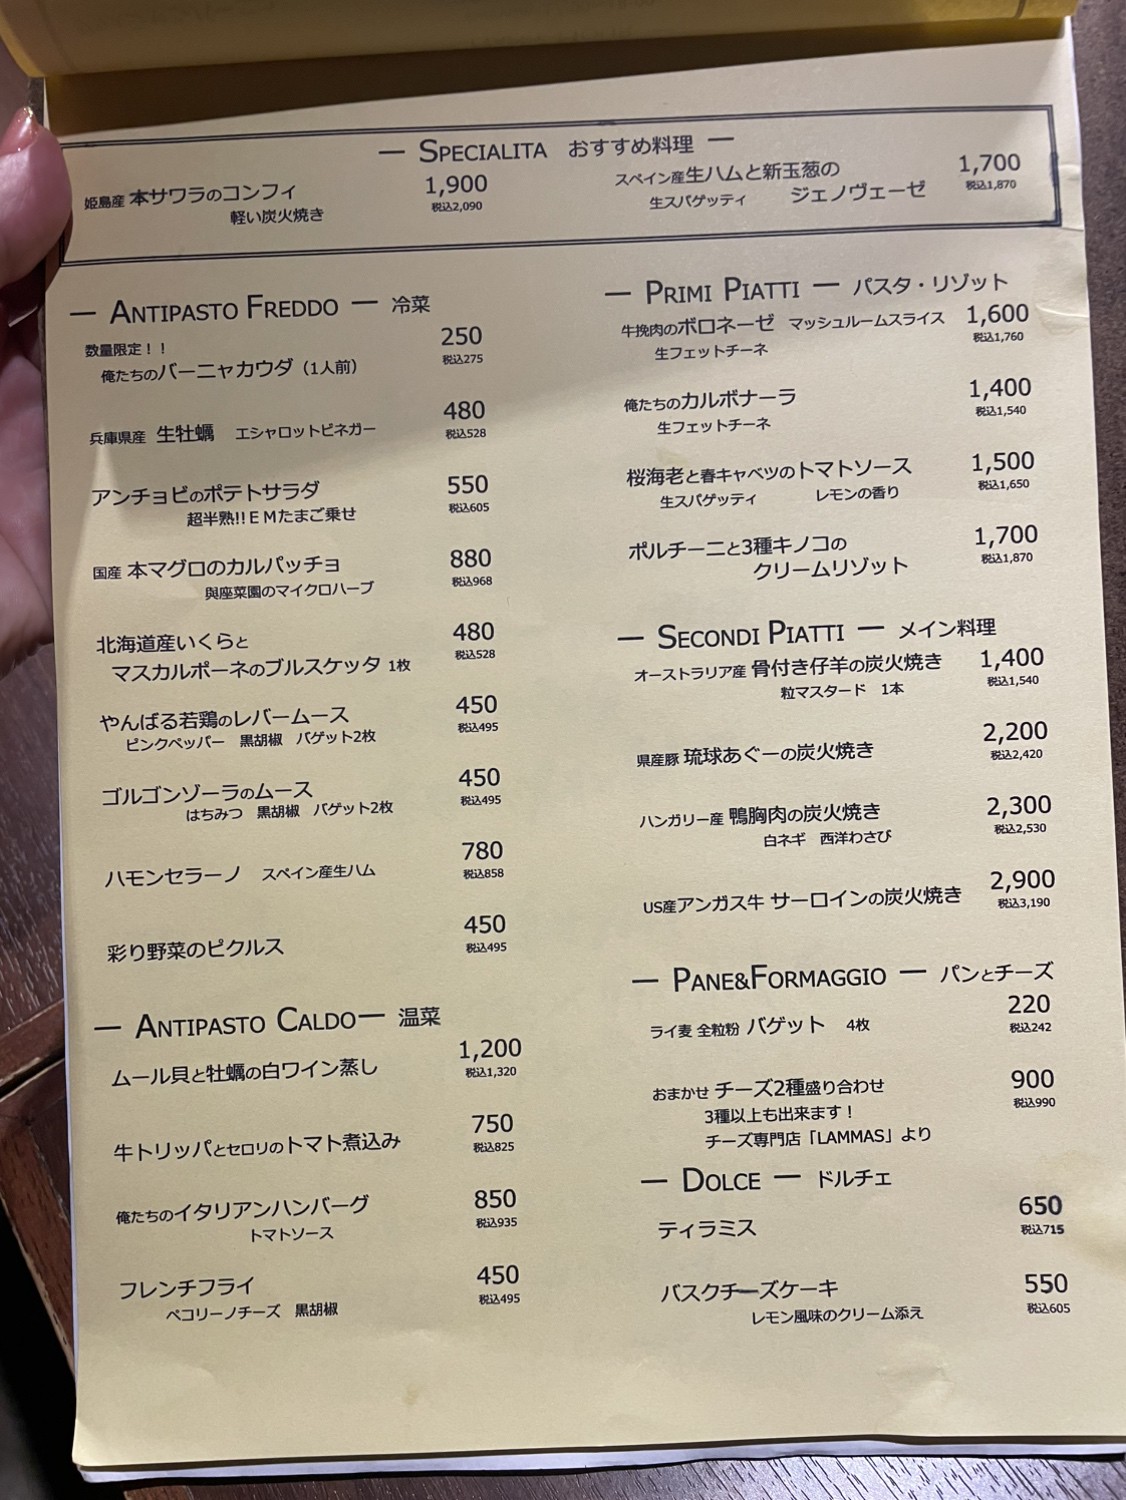 ― SPECIALITA おすすめ料理 ―
姫島産 本サワラのコンフィ 1,900
軽い炭火焼き 税込2,090
スペイン産生ハムと新玉葱の 1,700
生スパゲッティ ジェノヴェーゼ 税込1,870
― ANTIPASTO FREDDO ― 冷菜
数量限定！！ 250
俺たちのバーニャカウダ（1人前） 税込275
480
兵庫県産 生牡蠣 エシャロットビネガー 税込528
アンチョビのポテトサラダ 550
超半熟!!ＥＭたまご乗せ 税込605
国産 本マグロのカルパッチョ 880
與座菜園のマイクロハーブ 税込968
北海道産いくらと 480
マスカルポーネのブルスケッタ 1枚 税込528
やんばる若鶏のレバームース 450
ピンクペッパー 黒胡椒 バゲット2枚 税込495
ゴルゴンゾーラのムース 450
はちみつ 黒胡椒 バゲット2枚 税込495
780
ハモンセラーノ スペイン産生ハム 税込858
450
彩り野菜のピクルス 税込495
― ANTIPASTO CALDO― 温菜
1,200
ムール貝と牡蠣の白ワイン蒸し 税込1,320
750
牛トリッパとセロリのトマト煮込み 税込825
俺たちのイタリアンハンバーグ 850
トマトソース 税込935
フレンチフライ 450
ペコリーノチーズ 黒胡椒 税込495
― PRIMI PIATTI ― パスタ・リゾット
牛挽肉のボロネーゼ マッシュルームスライス 1,600
生フェットチーネ 税込1,760
俺たちのカルボナーラ 1,400
生フェットチーネ 税込1,540
桜海老と春キャベツのトマトソース 1,500
生スパゲッティ レモンの香り 税込1,650
ポルチーニと3種キノコの 1,700
クリームリゾット 税込1,870
― SECONDI PIATTI ― メイン料理
オーストラリア産 骨付き仔羊の炭火焼き 1,400
粒マスタード 1本 税込1,540
2,200
県産豚 琉球あぐーの炭火焼き 税込2,420
ハンガリー産 鴨胸肉の炭火焼き 2,300
白ネギ 西洋わさび 税込2,530
2,900
US産アンガス牛 サーロインの炭火焼き 税込3,190
― PANE&FORMAGGIO ― パンとチーズ
220
ライ麦 全粒粉 バゲット 4枚 税込242
おまかせ チーズ2種盛り合わせ 900
3種以上も出来ます！ 税込990
チーズ専門店「LAMMAS」より
― DOLCE ― ドルチェ
650
ティラミス 税込715
バスクチーズケーキ 550
レモン風味のクリーム添え 税込605